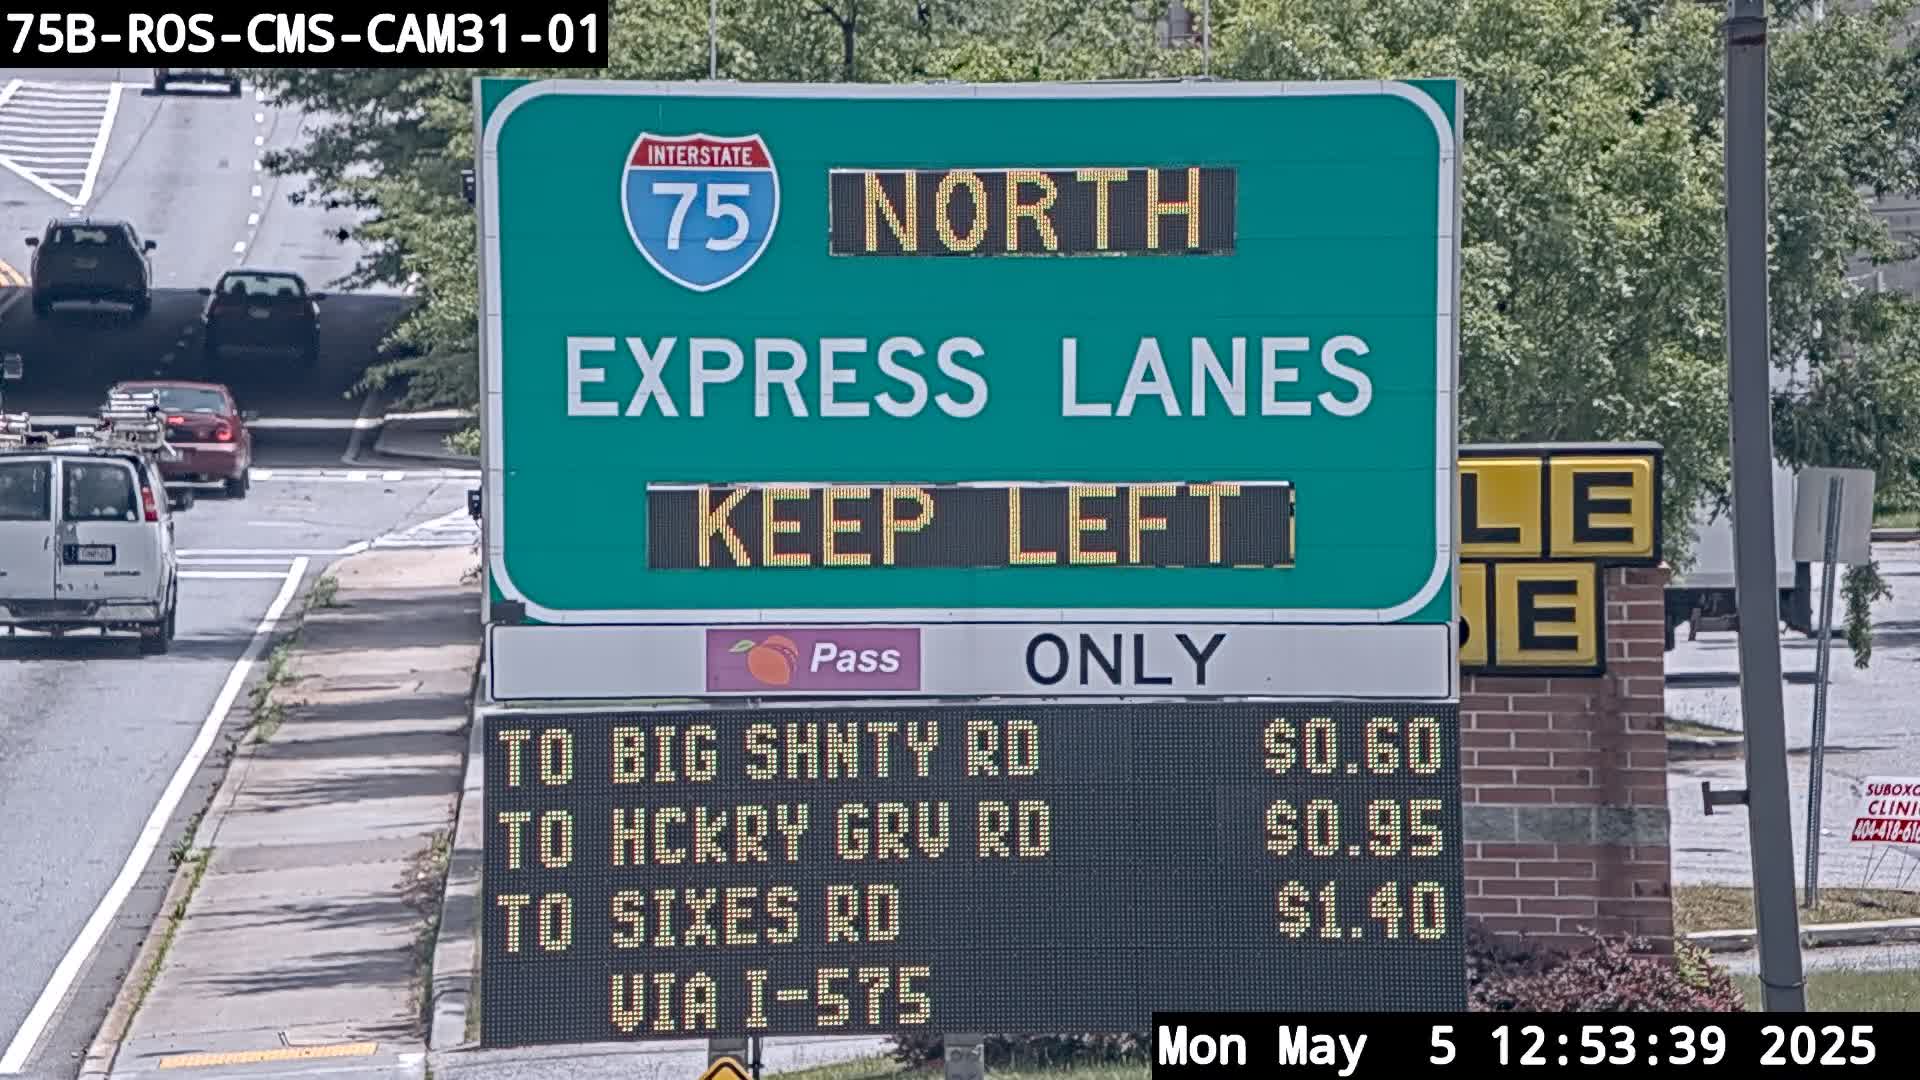 75B-ROS-CMS-CAM31-01
INTERSTATE
75
NORTH
EXPRESS LANES
KEEP LEFT
Pass ONLY
TO BIG SHNTY RD $0.60
TO HCKRY GRV RD $0.95
TO SIXES RD $1.40
VIA I-575
LE
E
CLINIC
Mon May 5 12:53:39 2025